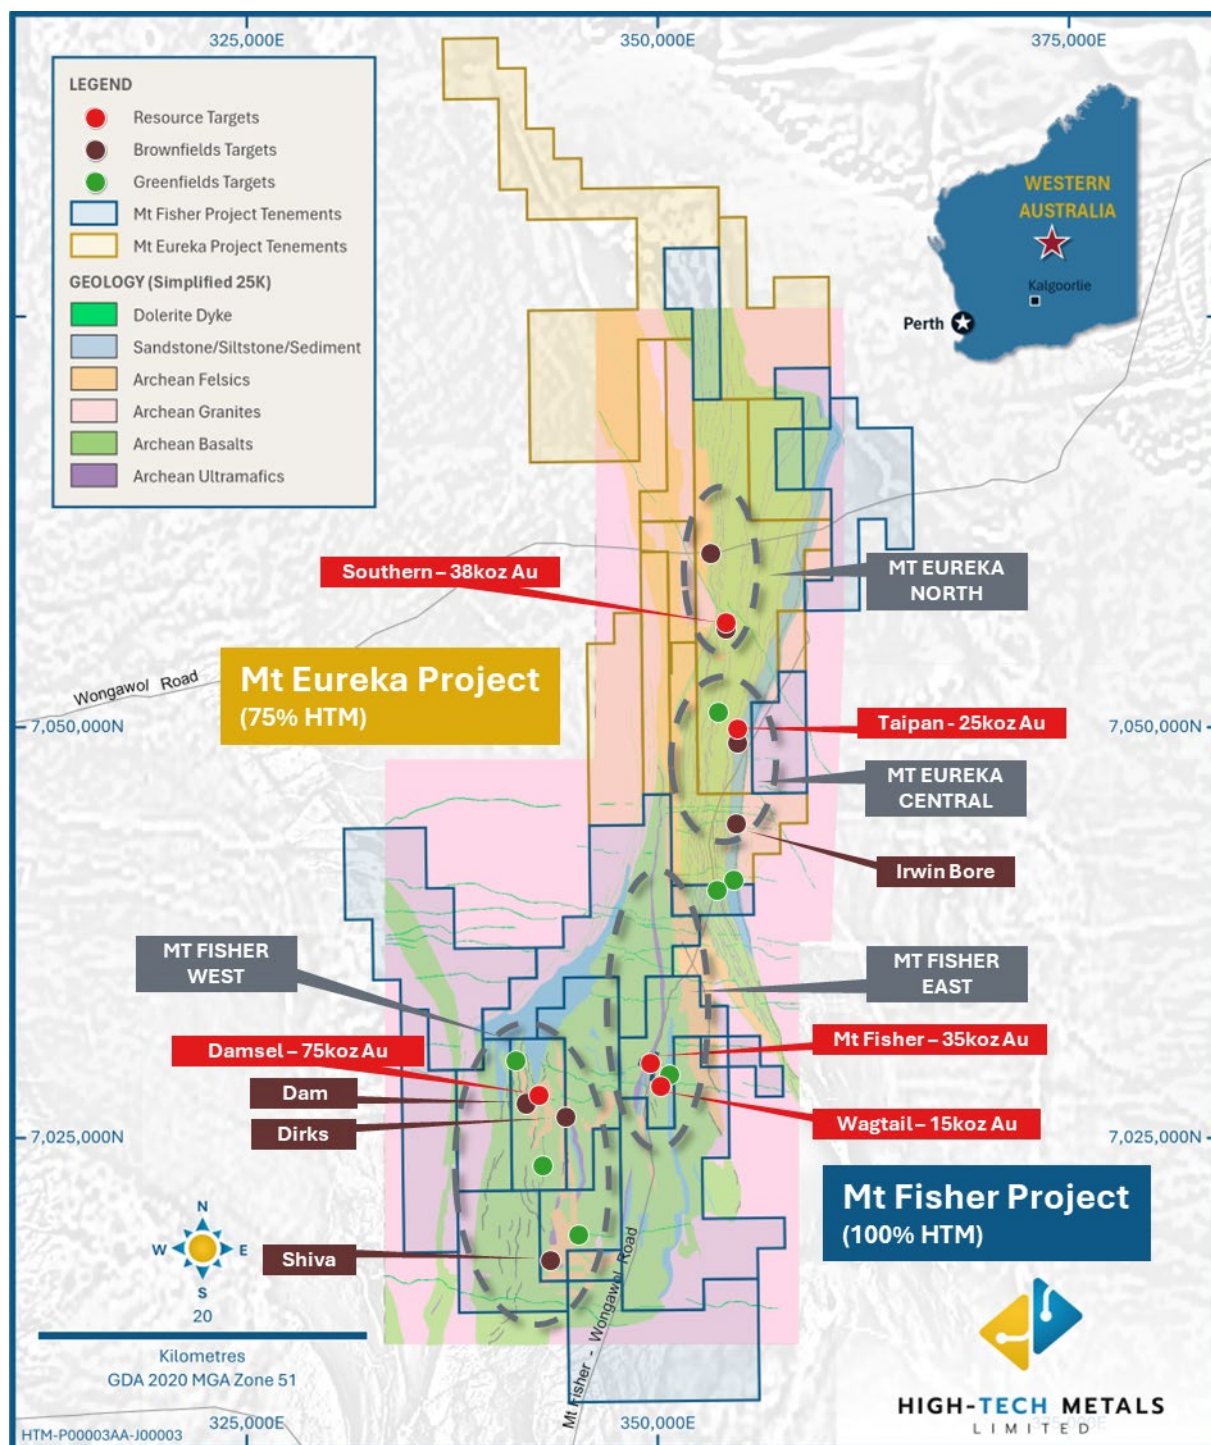 325,000E
350,000E
375,000E
LEGEND
Resource Targets
Brownfields Targets
Greenfields Targets
Mt Fisher Project Tenements
Mt Eureka Project Tenements
GEOLOGY (Simplified 25K)
Dolerite Dyke
Sandstone/Siltstone/Sediment
Archean Felsics
Archean Granites
Archean Basalts
Archean Ultramafics
WESTERN
AUSTRALIA
Kalgoorlie
Perth
Southern – 38koz Au
MT EUREKA
NORTH
Mt Eureka Project
(75% HTM)
Wongawol Road
7,050,000N
Taipan - 25koz Au
7,050,000N
MT EUREKA
CENTRAL
Irwin Bore
MT FISHER
WEST
MT FISHER
EAST
Damsel – 75koz Au
Mt Fisher – 35koz Au
Dam
Dirks
Wagtail – 15koz Au
7,025,000N
7,025,000N
Mt Fisher Project
(100% HTM)
N
W
E
S
Shiva
Mt Fisher - Wongawol Road
20
Kilometres
GDA 2020 MGA Zone 51
HIGH-TECH METALS
LIMITED
325,000E
350,000E
375,000E
HTM-P00003AA-J00003